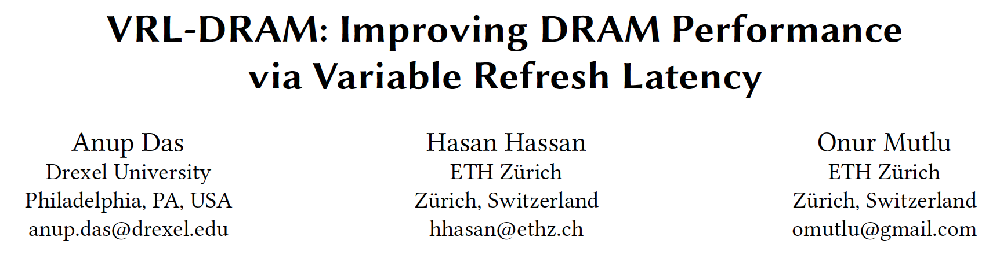 VRL-DRAM: Improving DRAM Performance
via Variable Refresh Latency
Anup Das
Drexel University
Philadelphia, PA, USA
anup.das@drexel.edu
Hasan Hassan
ETH Zürich
Zürich, Switzerland
hhasan@ethz.ch
Onur Mutlu
ETH Zürich
Zürich, Switzerland
omutlu@gmail.com